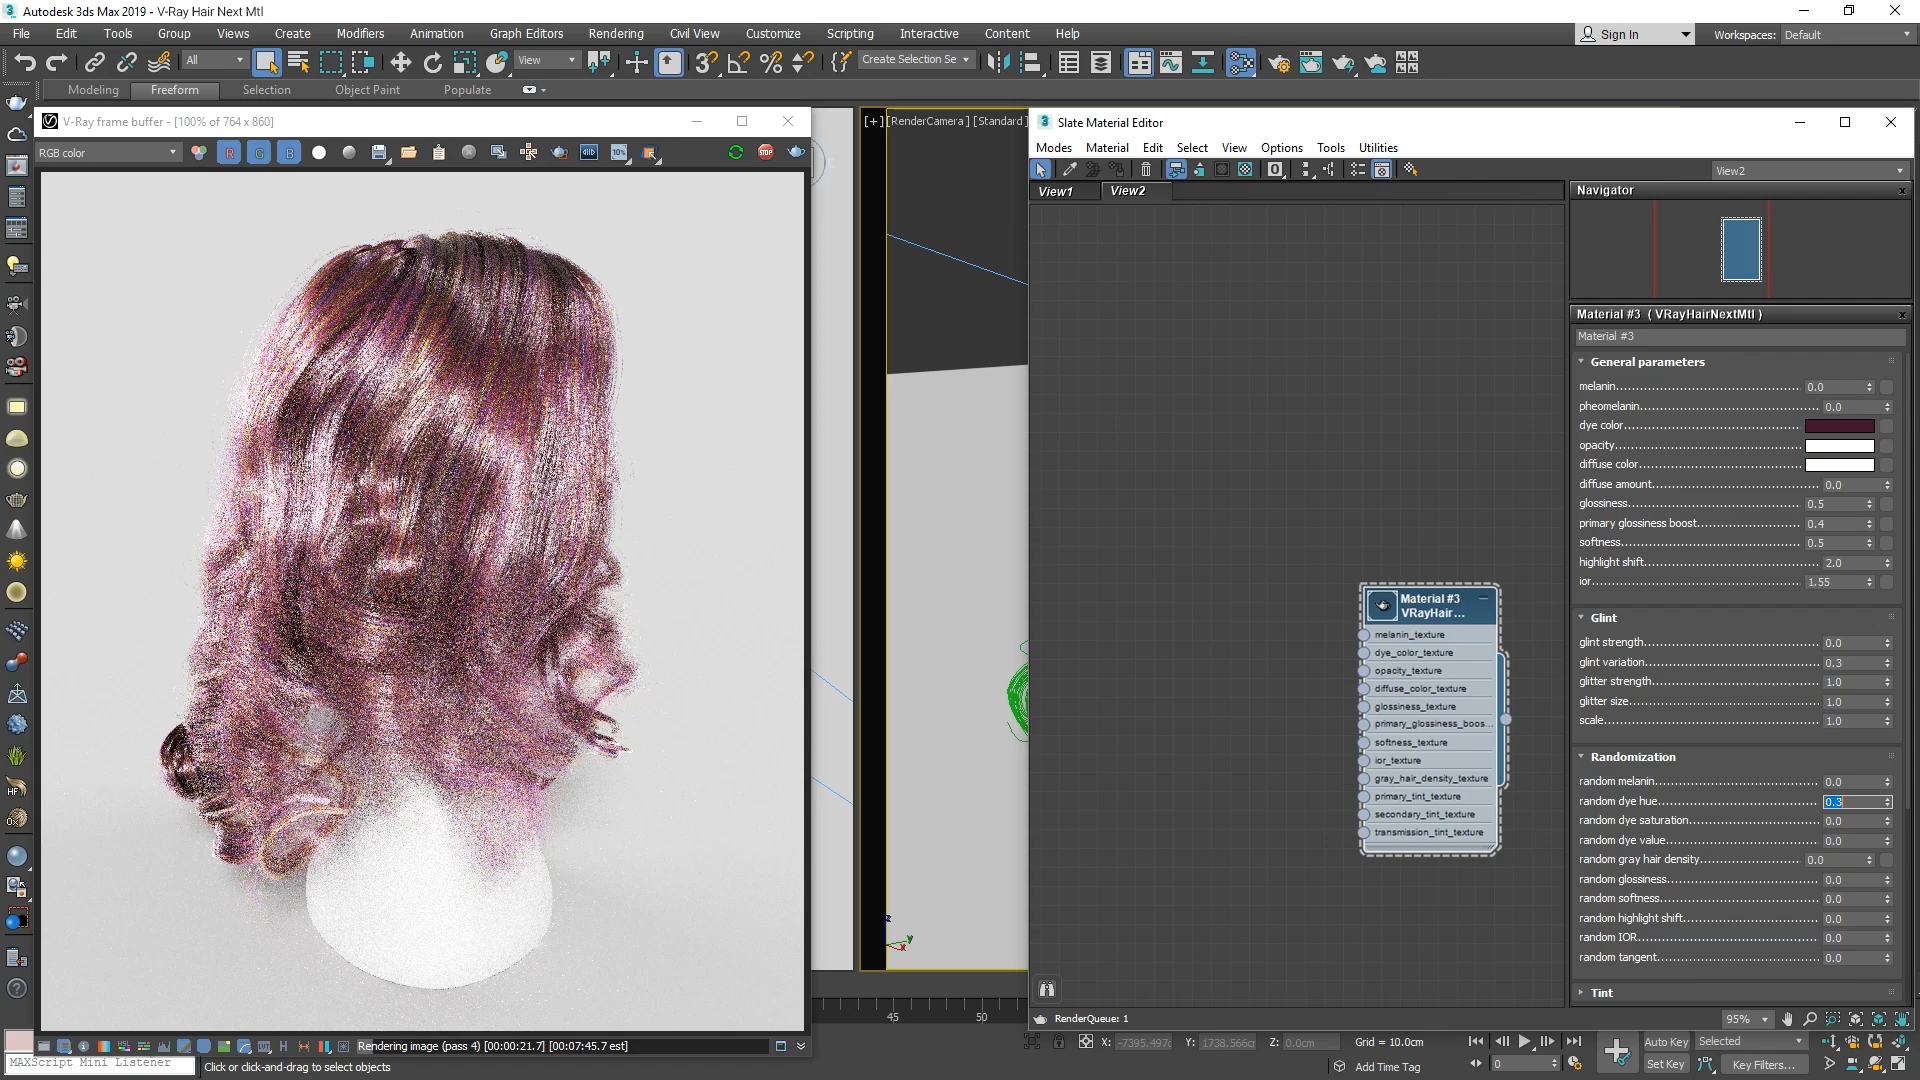 Autodesk 3ds Max 2019 - V-Ray Hair Next Mtl
File Edit Tools Group Views Create Modifiers Animation Graph Editors Rendering Civil View Customize Scripting Interactive Content Help
Sign In Workspaces: Default
All View Create Selection Se
Modeling Freeform Selection Object Paint Populate
V-Ray frame buffer - [100% of 764 x 860]
RGB color
R G B
10%
[+] [RenderCamera ] [Standard ]
Slate Material Editor
Modes Material Edit Select View Options Tools Utilities
View2
View1 View2
Navigator
Material #3 ( VRayHairNextMtl )
Material #3
General parameters
melanin 0.0
pheomelanin 0.0
dye color
opacity
diffuse color
diffuse amount 0.0
glossiness 0.5
primary glossiness boost 0.4
softness 0.5
highlight shift 2.0
ior 1.55
Glint
glint strength 0.0
glint variation 0.3
glitter strength 1.0
glitter size 1.0
scale 1.0
Randomization
random melanin 0.0
random dye hue 0.3
random dye saturation 0.0
random dye value 0.0
random gray hair density 0.0
random glossiness 0.0
random softness 0.0
random highlight shift 0.0
random IOR 0.0
random tangent 0.0
Tint
Material #3
VRayHair...
melanin_texture
dye_color_texture
opacity_texture
diffuse_color_texture
glossiness_texture
primary_glossiness_boos...
softness_texture
ior_texture
gray_hair_density_texture
primary_tint_texture
secondary_tint_texture
transmission_tint_texture
HF
z
y
x
45 50
RenderQueue: 1
95%
Rendering image (pass 4) [00:00:21.7] [00:07:45.7 est]
X: -7395.497c Y: 1738.566cm Z: 0.0cm Grid = 10.0cm
Auto Key Selected
MAXScript Mini Listener
Click or click-and-drag to select objects
Add Time Tag
0
Set Key Key Filters...